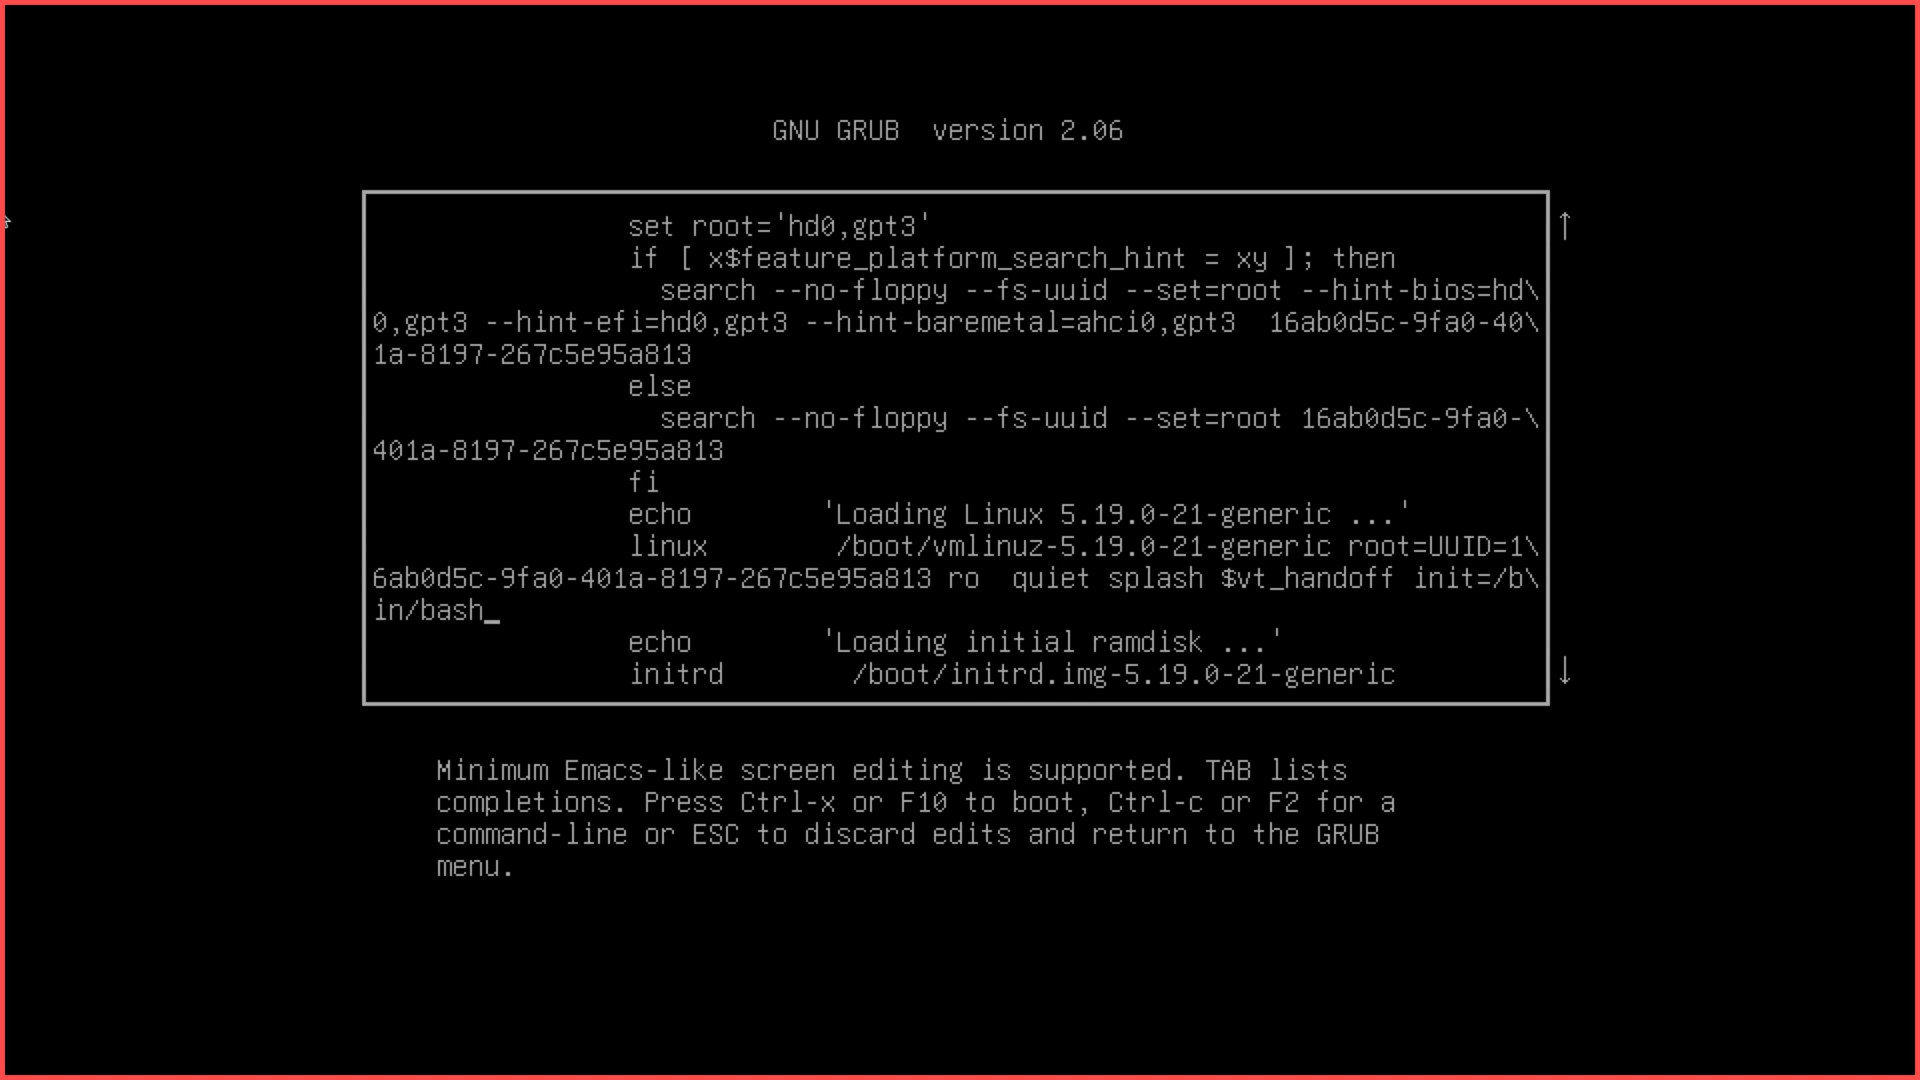 GNU GRUB  version 2.06
set root='hd0,gpt3'
if [ x$feature_platform_search_hint = xy ]; then
search --no-floppy --fs-uuid --set=root --hint-bios=hd\
0,gpt3 --hint-efi=hd0,gpt3 --hint-baremetal=ahci0,gpt3  16ab0d5c-9fa0-40\
1a-8197-267c5e95a813
else
search --no-floppy --fs-uuid --set=root 16ab0d5c-9fa0-\
401a-8197-267c5e95a813
fi
echo 'Loading Linux 5.19.0-21-generic ...'
linux /boot/vmlinuz-5.19.0-21-generic root=UUID=1\
6ab0d5c-9fa0-401a-8197-267c5e95a813 ro  quiet splash $vt_handoff init=/b\
in/bash_
echo 'Loading initial ramdisk ...'
initrd /boot/initrd.img-5.19.0-21-generic
Minimum Emacs-like screen editing is supported. TAB lists
completions. Press Ctrl-x or F10 to boot, Ctrl-c or F2 for a
command-line or ESC to discard edits and return to the GRUB
menu.